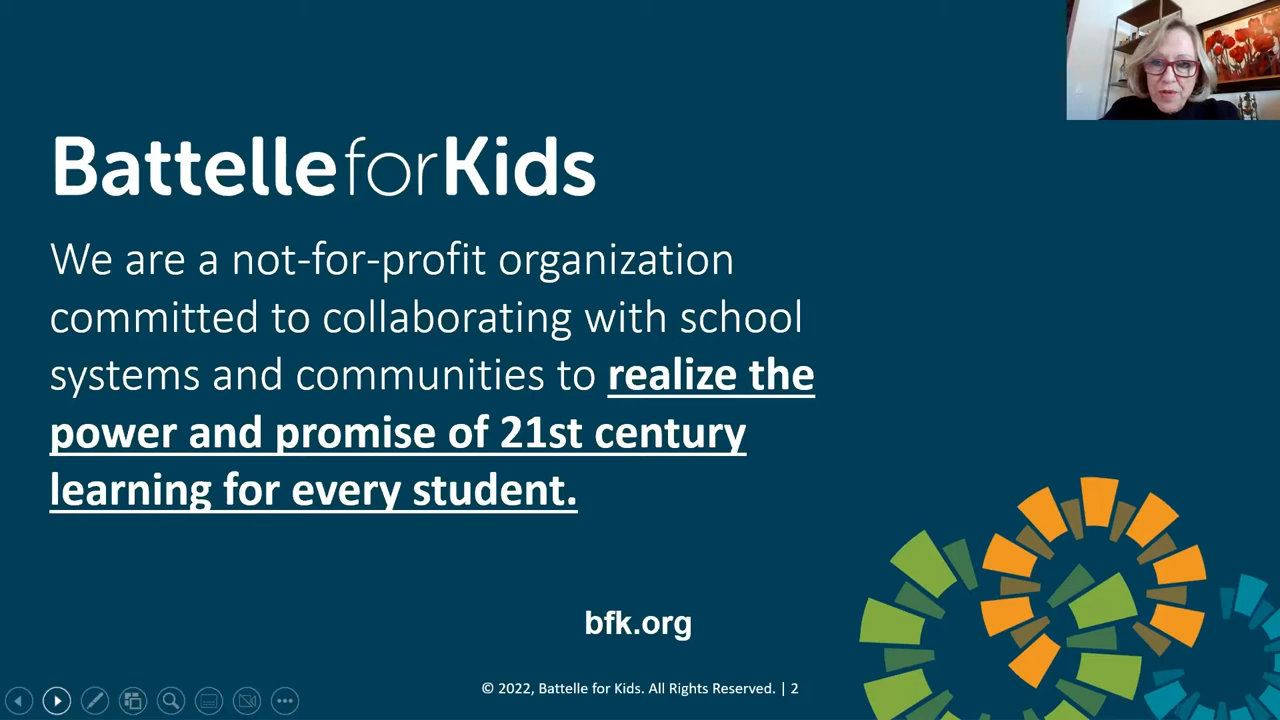 BattelleforKids
We are a not-for-profit organization
committed to collaborating with school
systems and communities to realize the
power and promise of 21st century
learning for every student.
bfk.org
© 2022, Battelle for Kids. All Rights Reserved. | 2